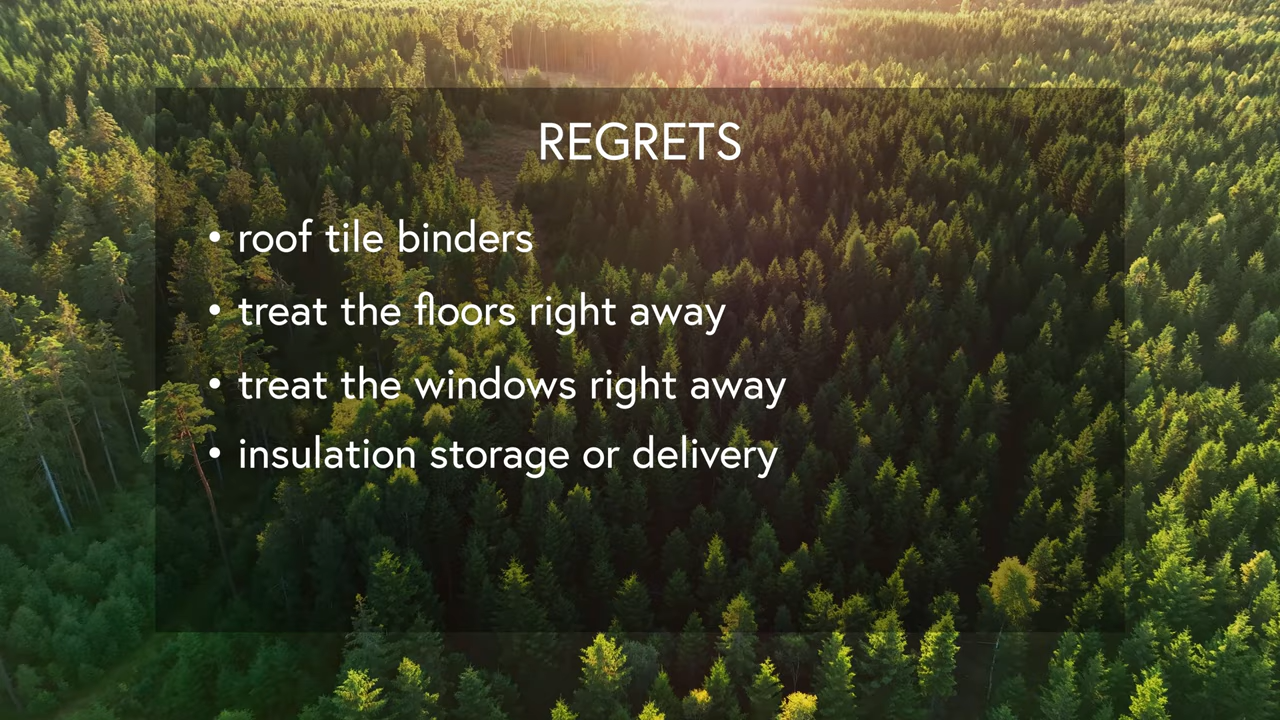 REGRETS
• roof tile binders
• treat the floors right away
• treat the windows right away
• insulation storage or delivery